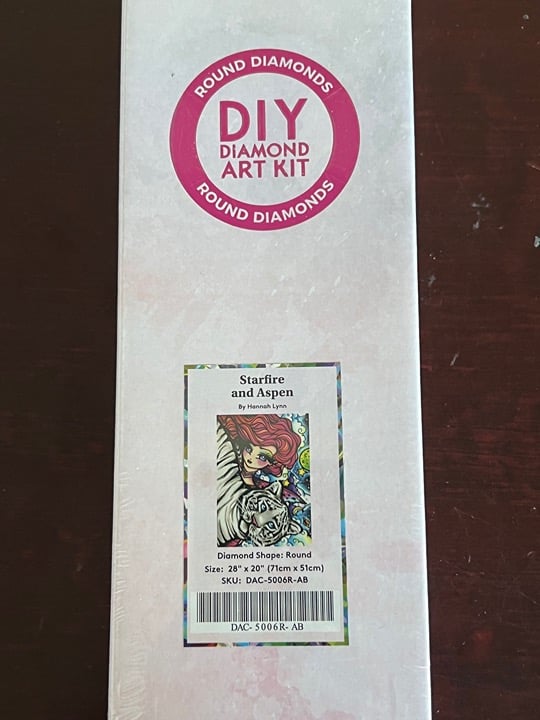 ROUND DIAMONDS
DIY
DIAMOND
ART KIT
ROUND DIAMONDS
Starfire
and Aspen
By Hannah Lynn
Diamond Shape: Round
Size: 28" x 20" (71cm x 51cm)
SKU: DAC-5006R-AB
DAC- 5006R- AB